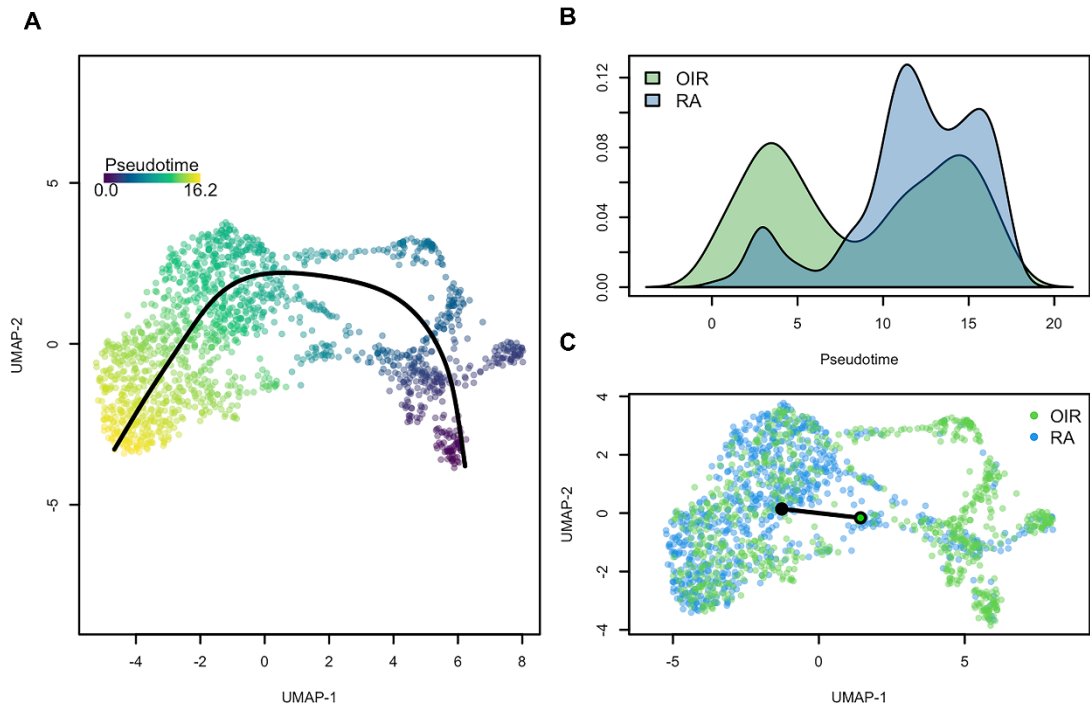 A
Pseudotime
0.0 16.2
5
0
-5
UMAP-2
-4 -2 0 2 4 6 8
UMAP-1
B
OIR
RA
0.12
0.08
0.04
0.00
0 5 10 15 20
Pseudotime
C
OIR
RA
4
2
0
-2
-4
UMAP-2
-5 0 5
UMAP-1